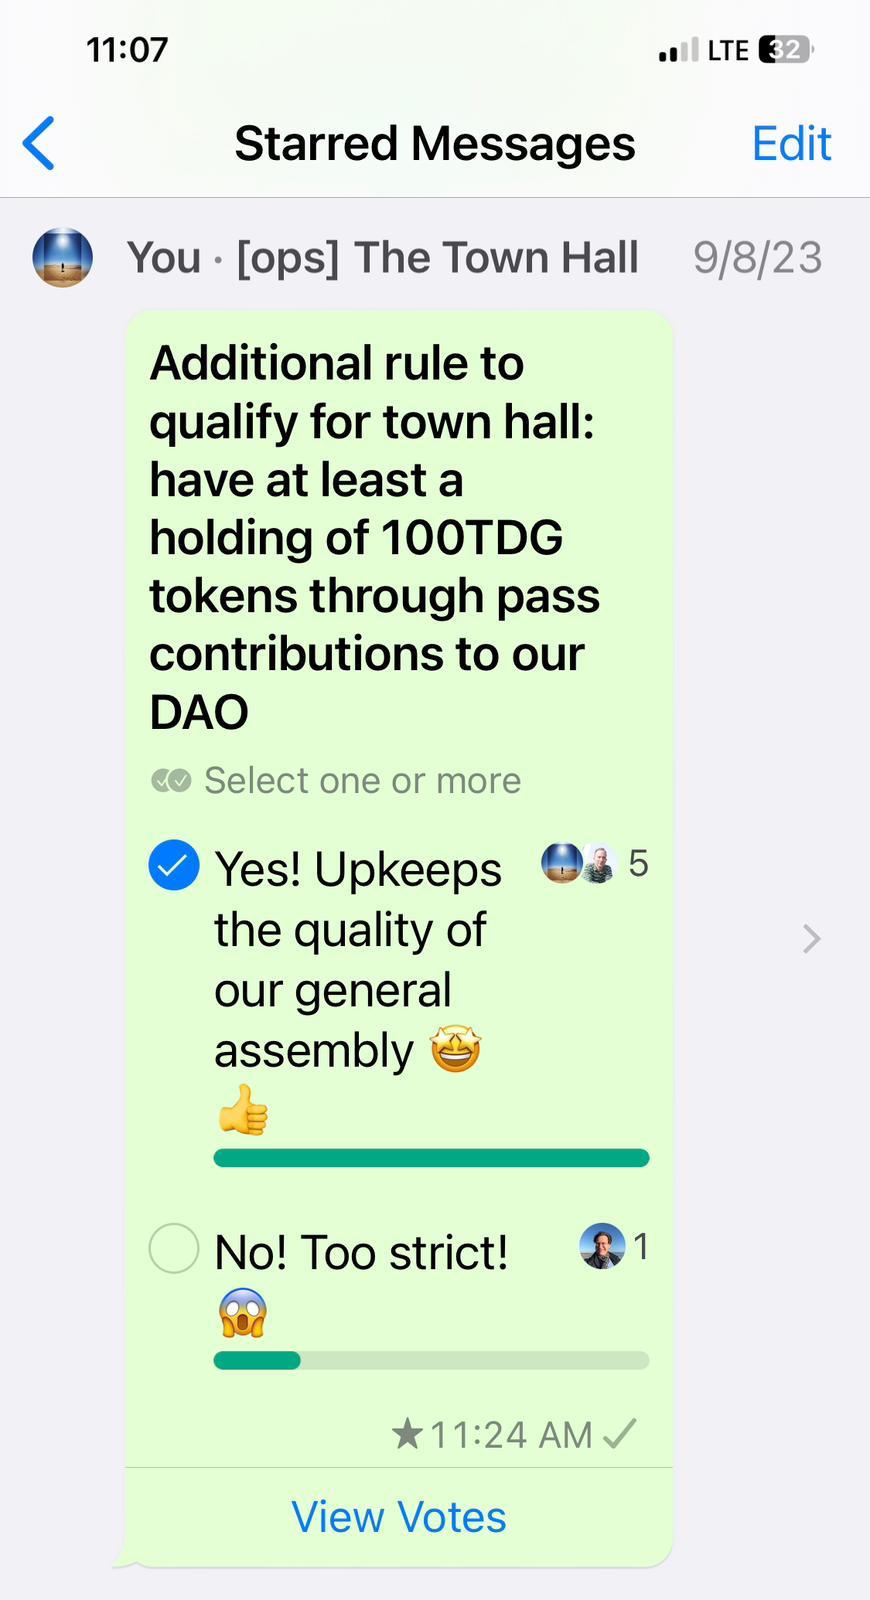 11:07
LTE 32
Starred Messages
Edit
You · [ops] The Town Hall 9/8/23
Additional rule to
qualify for town hall:
have at least a
holding of 100TDG
tokens through pass
contributions to our
DAO
Select one or more
Yes! Upkeeps 5
the quality of
our general
assembly 🤩
👍
No! Too strict! 1
😱
★ 11:24 AM ✓
View Votes